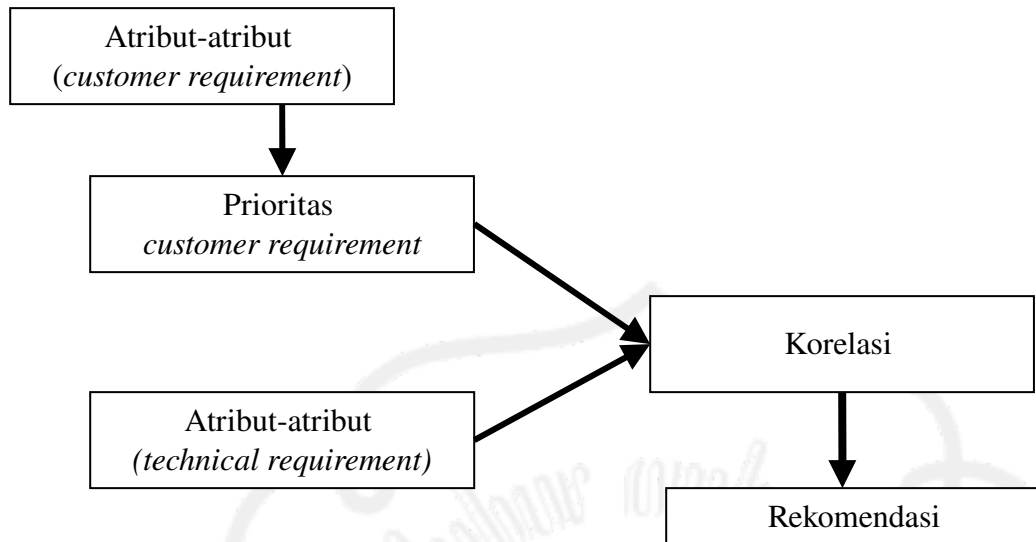 Atribut-atribut
(customer requirement)
Prioritas
customer requirement
Korelasi
Atribut-atribut
(technical requirement)
Rekomendasi